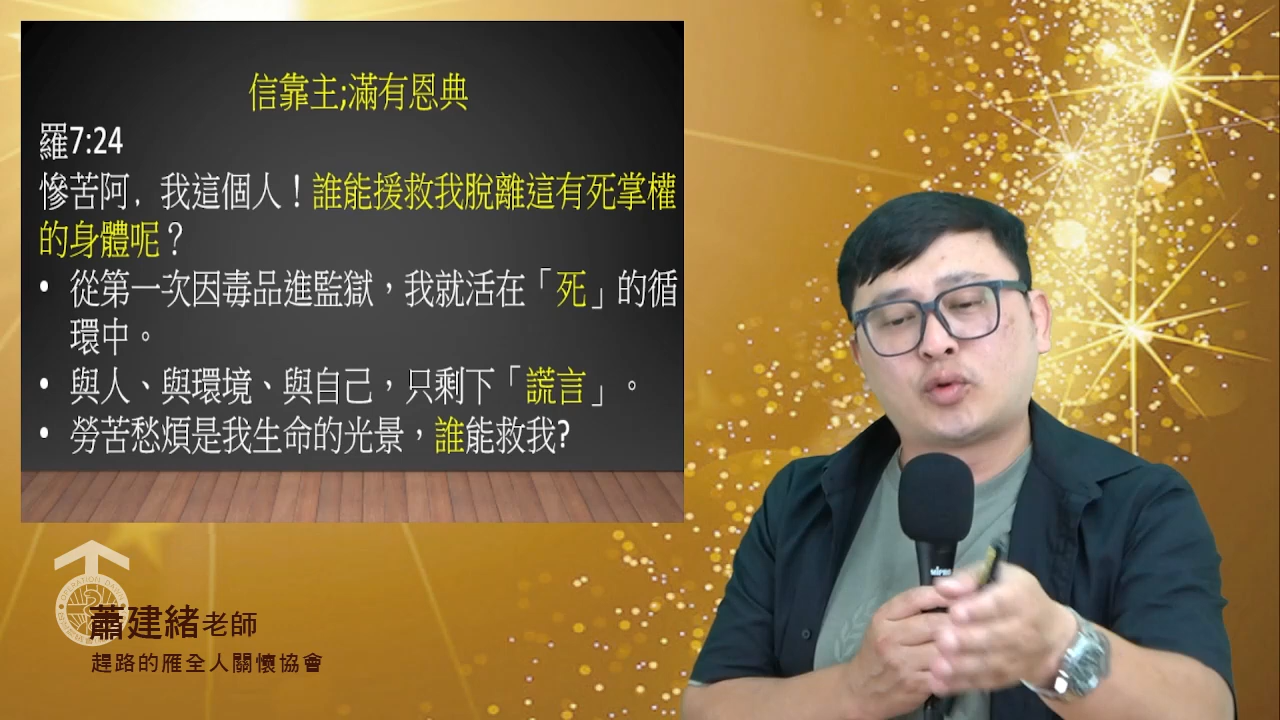 信靠主;滿有恩典
羅7:24
慘苦阿．我這個人！誰能援救我脫離這有死掌權
的身體呢？
• 從第一次因毒品進監獄，我就活在「死」的循
環中。
• 與人、與環境、與自己，只剩下「謊言」。
• 勞苦愁煩是我生命的光景，誰能救我?
MIPRO
蕭建緒老師
趕路的雁全人關懷協會